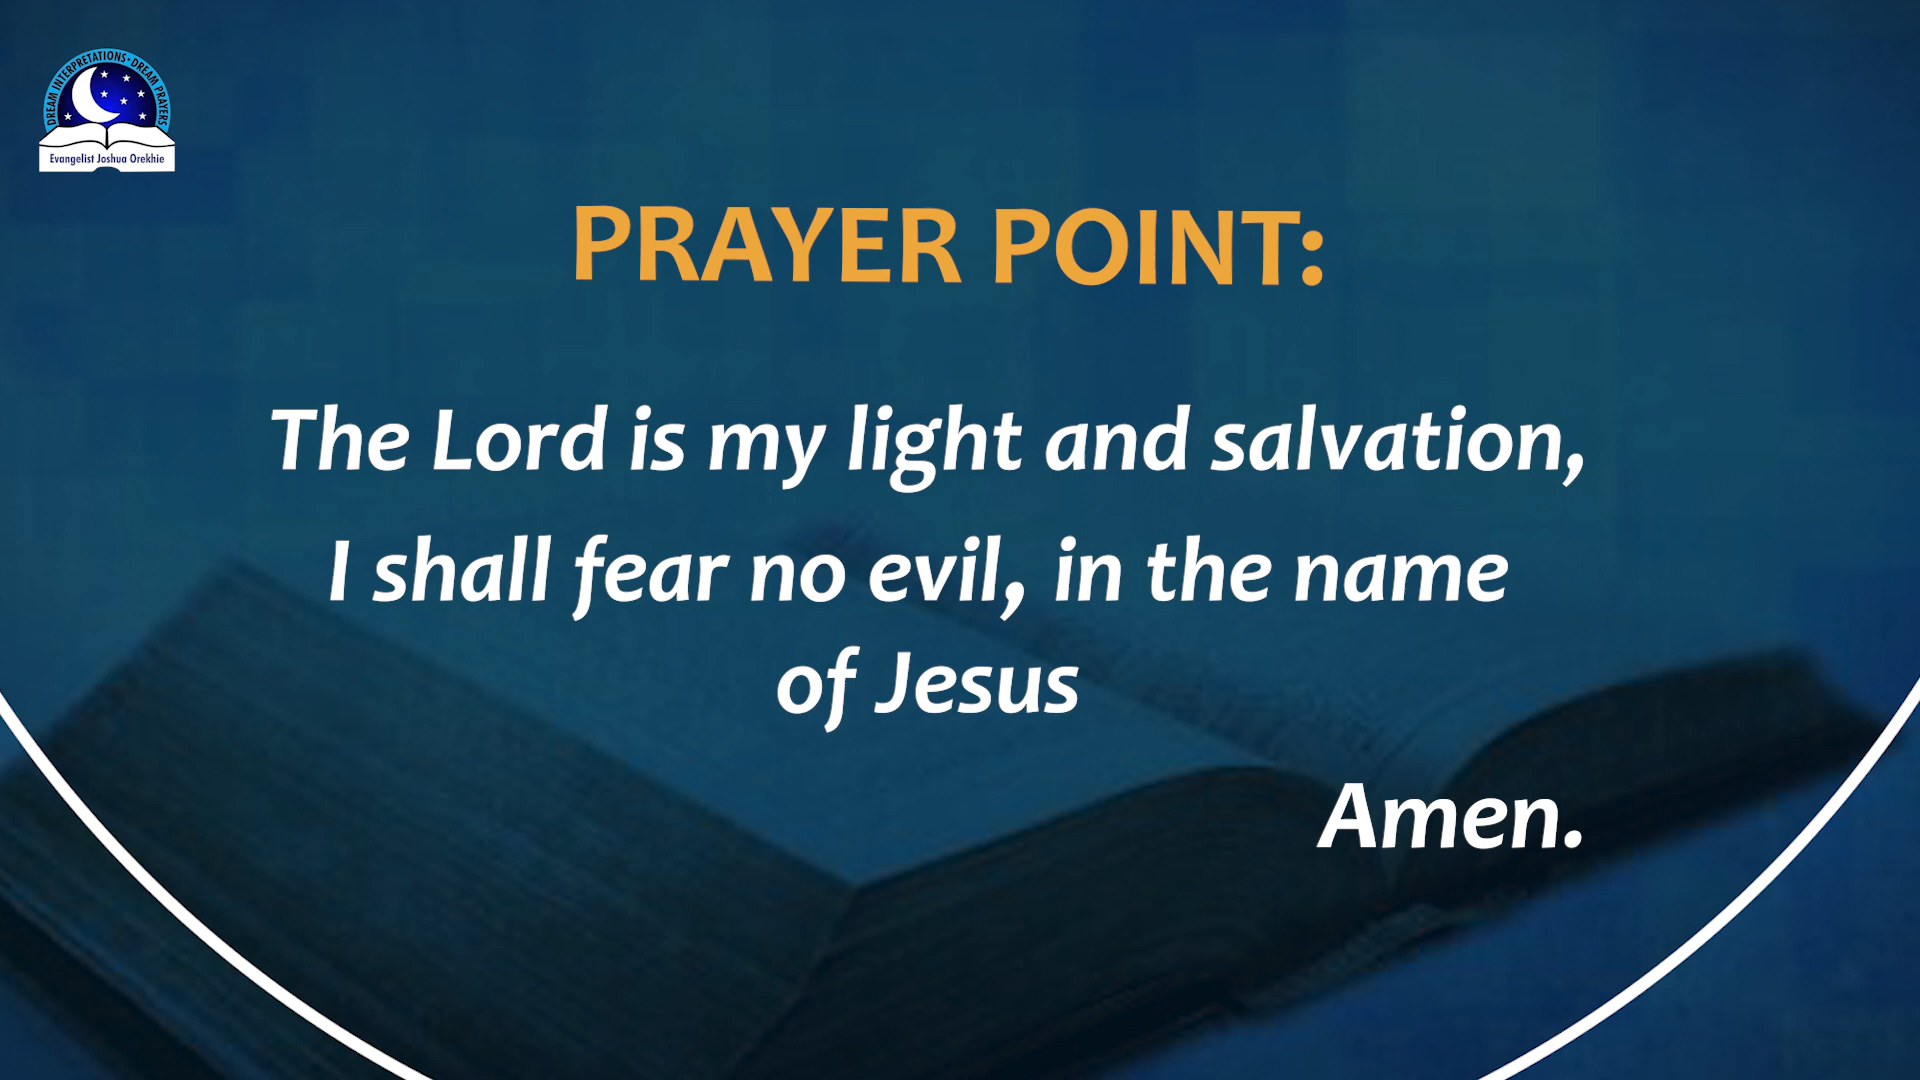 DREAM INTERPRETATIONS · DREAM PRAYERS
Evangelist Joshua Orekhie
PRAYER POINT:
The Lord is my light and salvation,
I shall fear no evil, in the name
of Jesus
Amen.